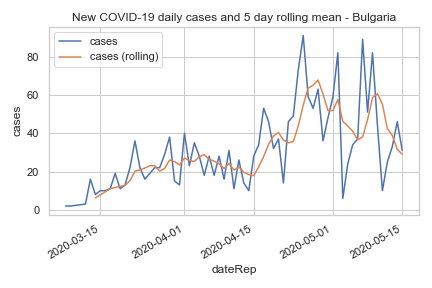 New COVID-19 daily cases and 5 day rolling mean - Bulgaria
cases
cases (rolling)
cases
80
60
40
20
0
2020-03-15
2020-04-01
2020-04-15
2020-05-01
2020-05-15
dateRep